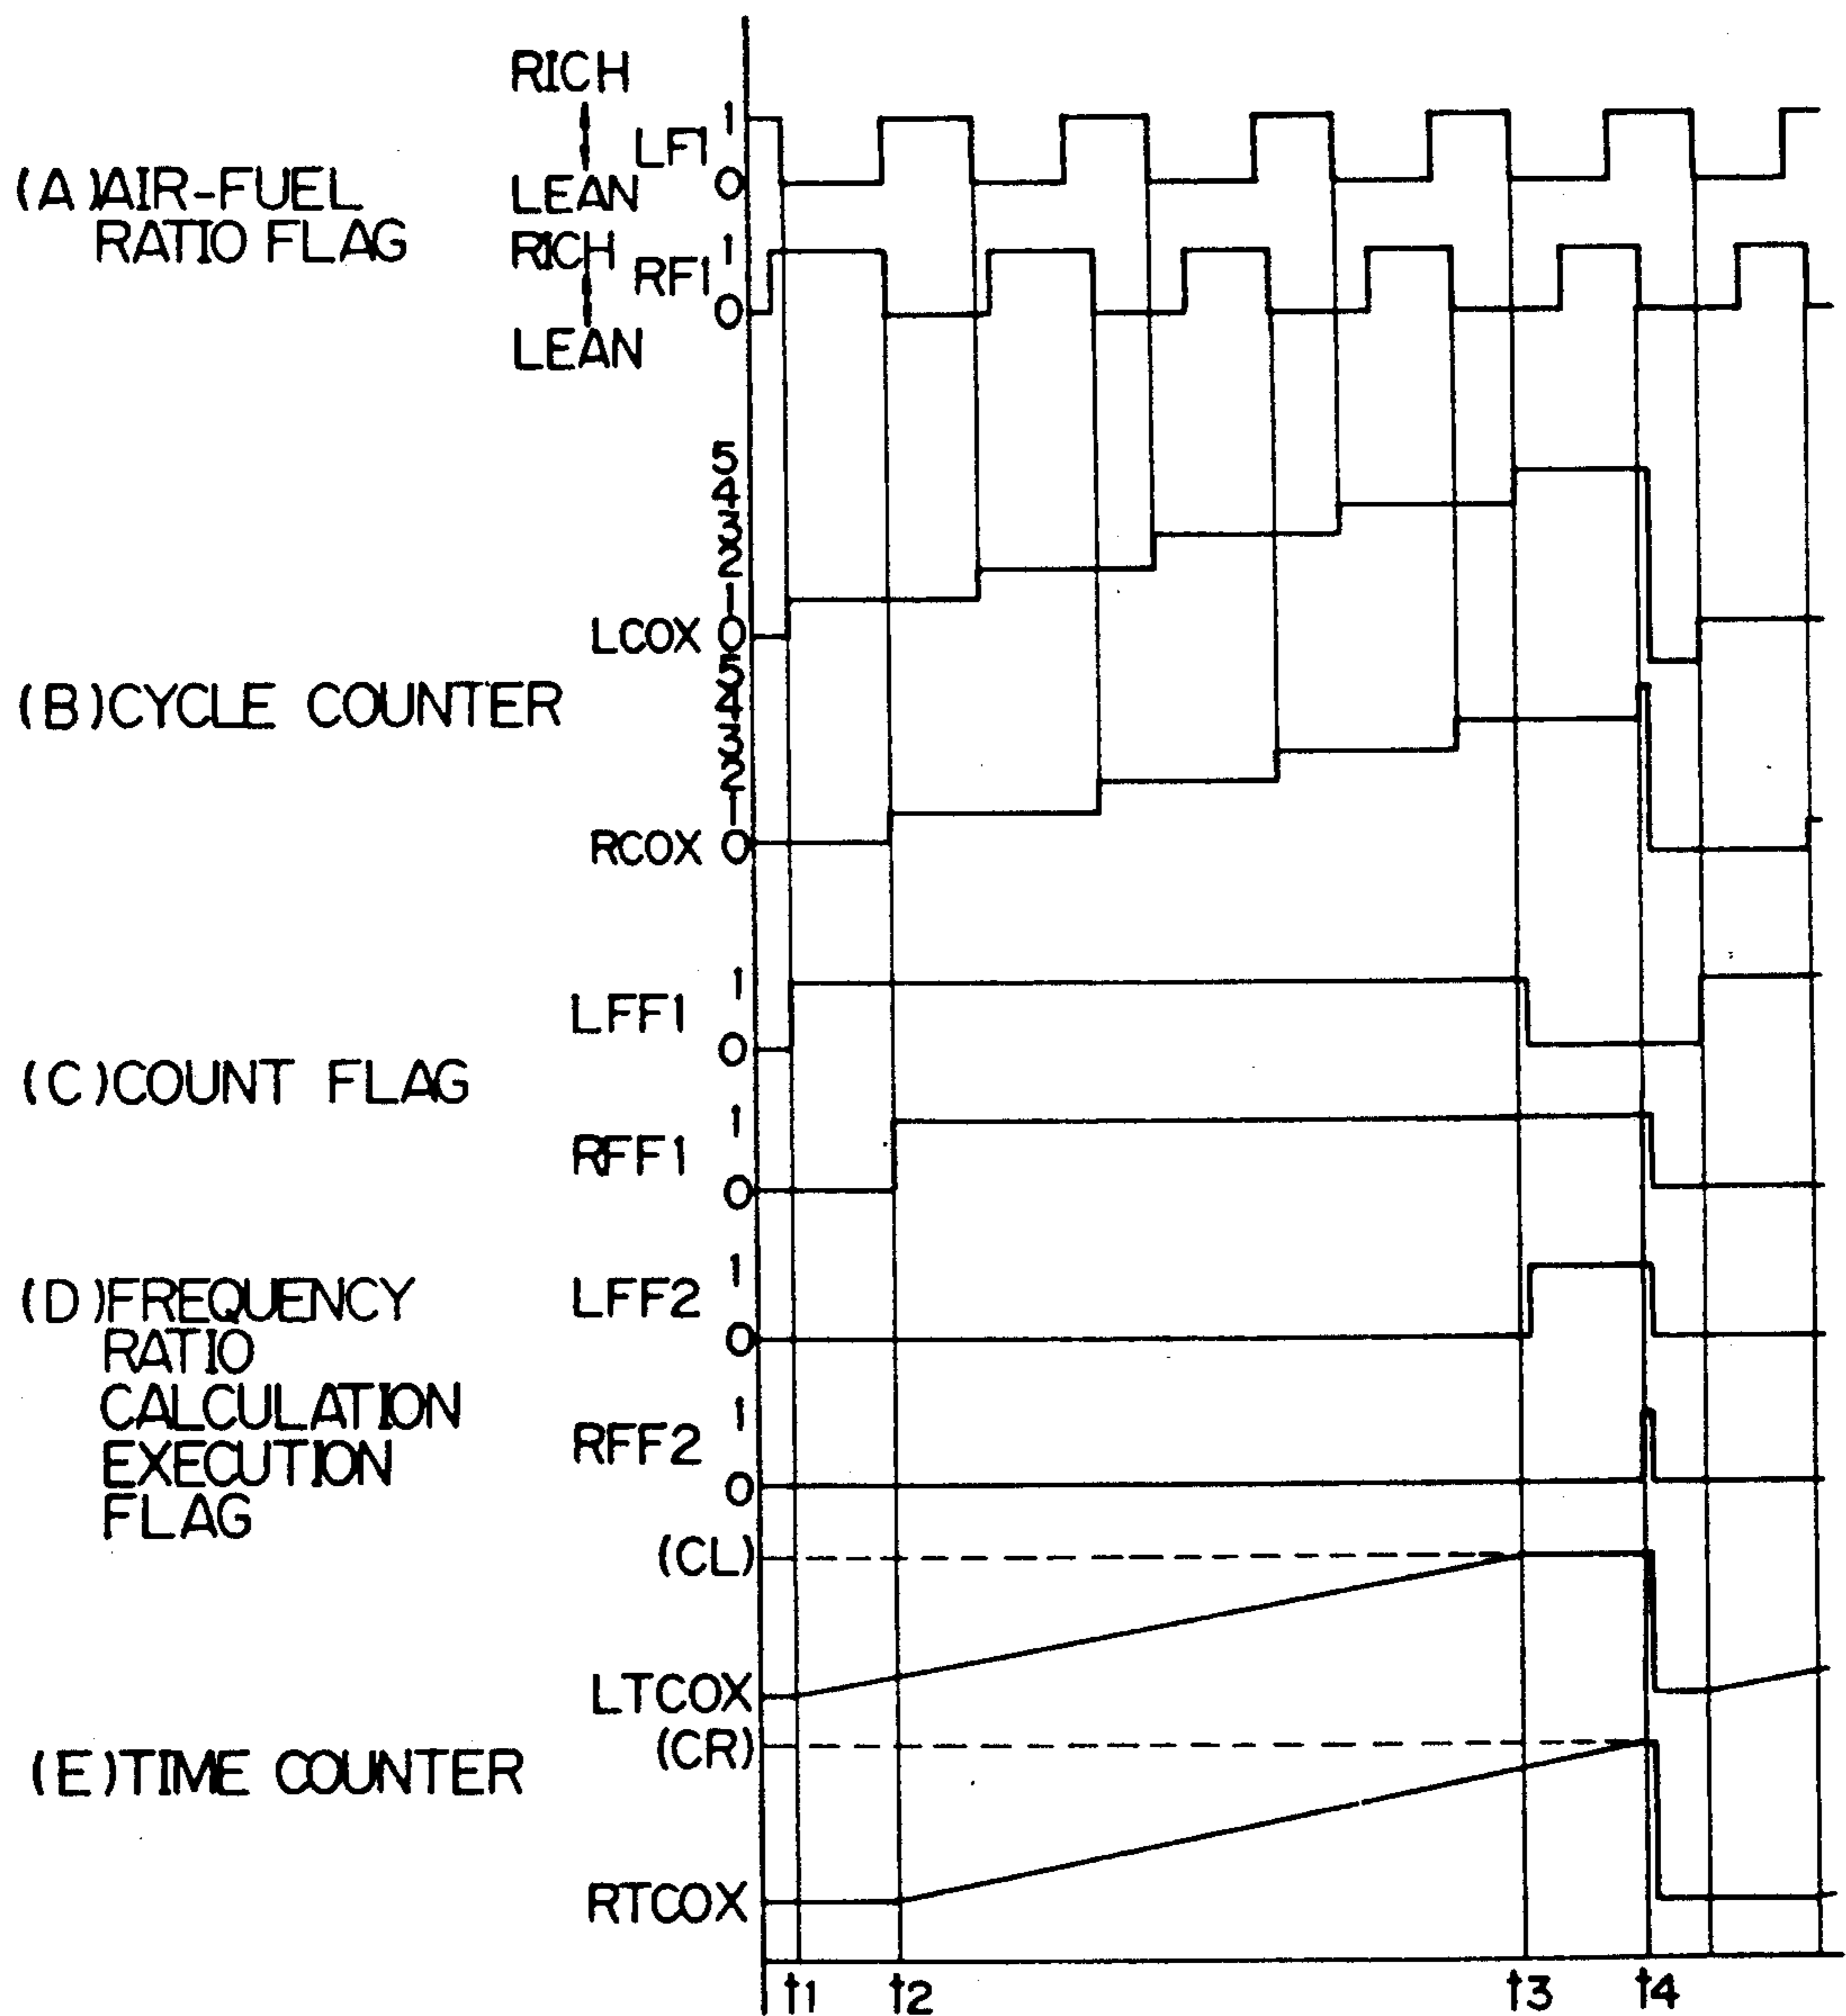 RICH
LF1 1
0
LEAN
(A)AIR-FUEL
RATIO FLAG
RICH
RF1 1
0
LEAN
5
4
3
2
1
LCOX 0
(B)CYCLE COUNTER
5
4
3
2
1
RCOX 0
LFF1 1
0
(C)COUNT FLAG
RFF1 1
0
(D)FREQUENCY
RATIO
CALCULATION
EXECUTION
FLAG
LFF2 1
0
RFF2 1
0
(CL)
LTCOX
(CR)
(E)TIME COUNTER
RTCOX
t1 t2 t3 t4